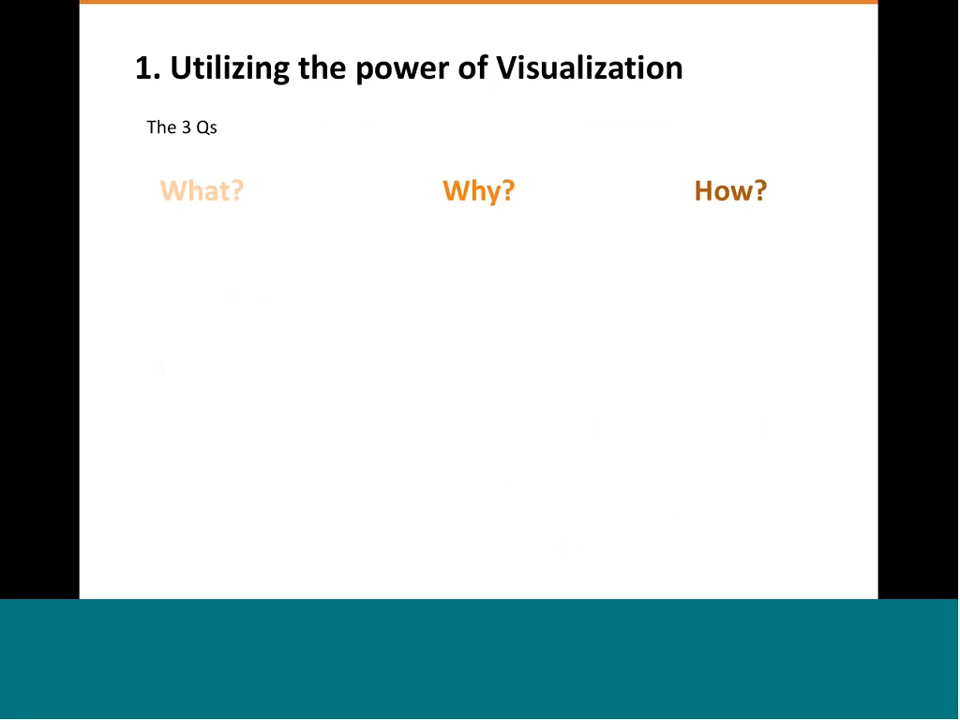 1. Utilizing the power of Visualization
The 3 Qs
What? Why? How?